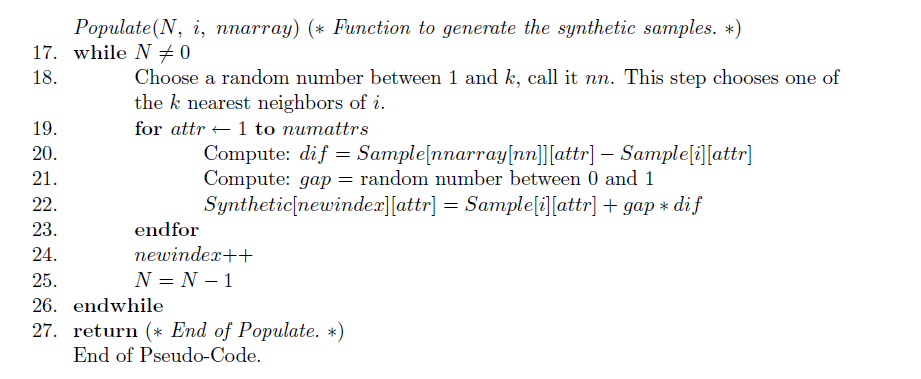 Populate(N, i, nnarray) (∗ Function to generate the synthetic samples. ∗)
17. while N ≠ 0
18. Choose a random number between 1 and k, call it nn. This step chooses one of
the k nearest neighbors of i.
19. for attr ← 1 to numattrs
20. Compute: dif = Sample[nnarray[nn]][attr] − Sample[i][attr]
21. Compute: gap = random number between 0 and 1
22. Synthetic[newindex][attr] = Sample[i][attr] + gap ∗ dif
23. endfor
24. newindex++
25. N = N − 1
26. endwhile
27. return (∗ End of Populate. ∗)
End of Pseudo-Code.